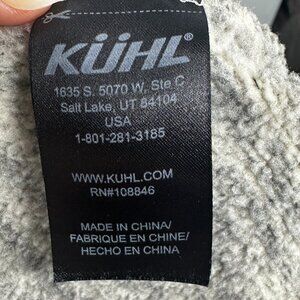 KÜHL®
1635 S. 5070 W. Ste C
Salt Lake, UT 84104
USA
1-801-281-3185
WWW.KUHL.COM
RN#108846
MADE IN CHINA/
FABRIQUE EN CHINE/
HECHO EN CHINA